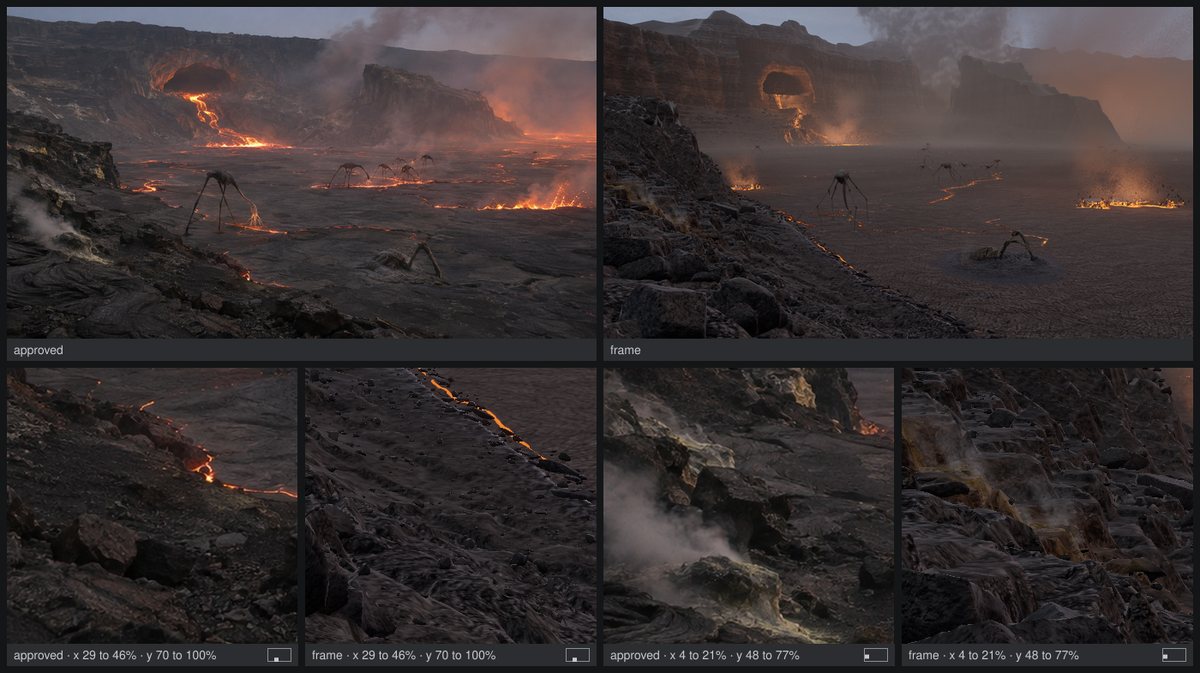 approved
frame
approved · x 29 to 46% · y 70 to 100%
frame · x 29 to 46% · y 70 to 100%
approved · x 4 to 21% · y 48 to 77%
frame · x 4 to 21% · y 48 to 77%